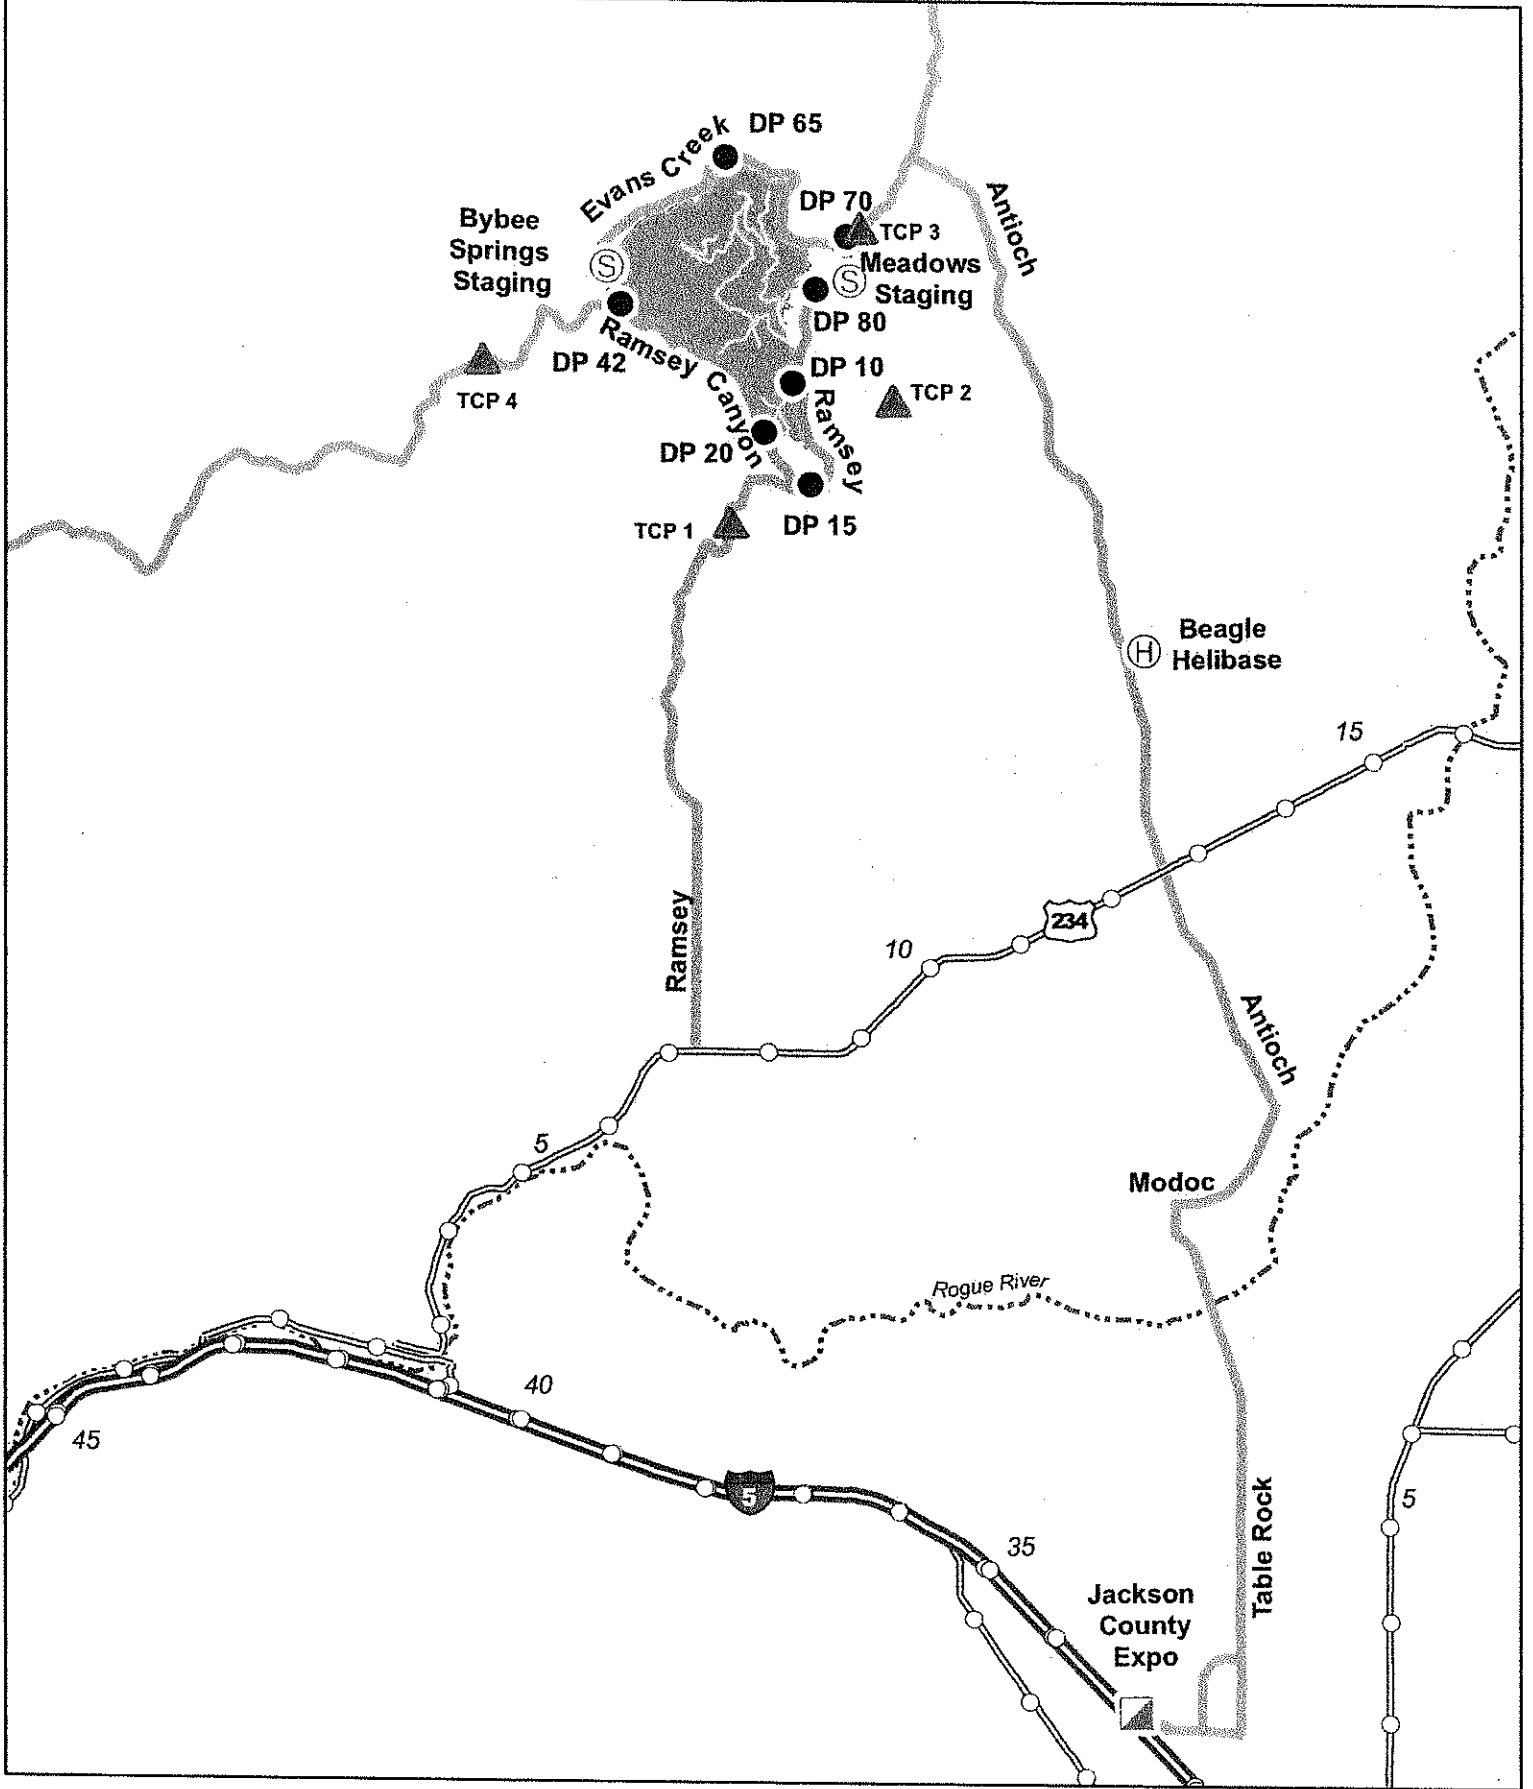 DP 65
Evans Creek
DP 70
Antioch
Bybee
Springs
Staging
S
TCP 3
Meadows
Staging
S
DP 80
DP 42
Ramsey Canyon
DP 10
TCP 4
TCP 2
Ramsey
DP 20
TCP 1
DP 15
H
Beagle
Helibase
15
Ramsey
234
10
Antioch
5
Modoc
Rogue River
40
45
5
5
35
Table Rock
Jackson
County
Expo